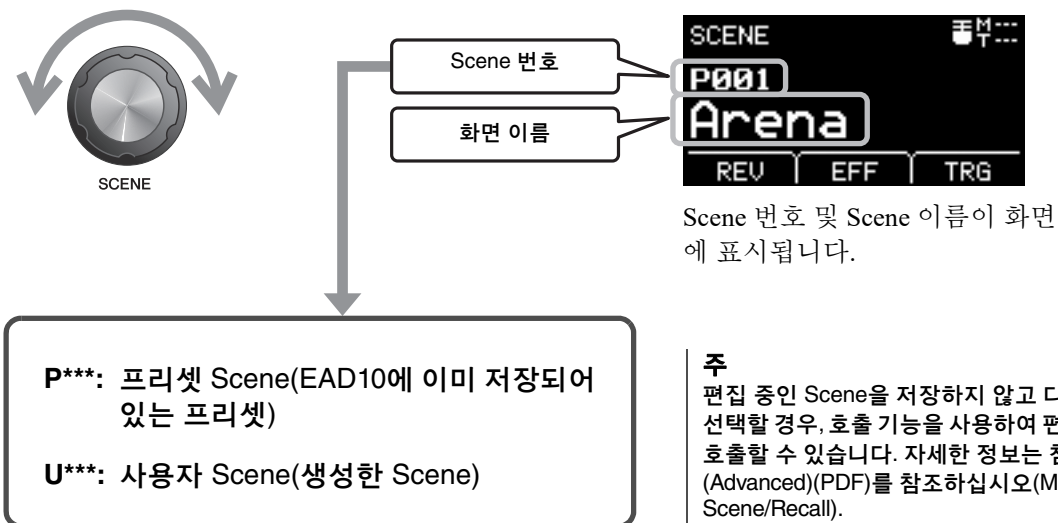 SCENE
Scene 번호
화면 이름
SCENE
M---
T---
P001
Arena
REV EFF TRG
Scene 번호 및 Scene 이름이 화면
에 표시됩니다.
P***: 프리셋 Scene(EAD10에 이미 저장되어
있는 프리셋)
U***: 사용자 Scene(생성한 Scene)
주
편집 중인 Scene을 저장하지 않고
선택할 경우, 호출 기능을 사용하여
호출할 수 있습니다. 자세한 정보는
(Advanced)(PDF)를 참조하십시오(M
Scene/Recall).